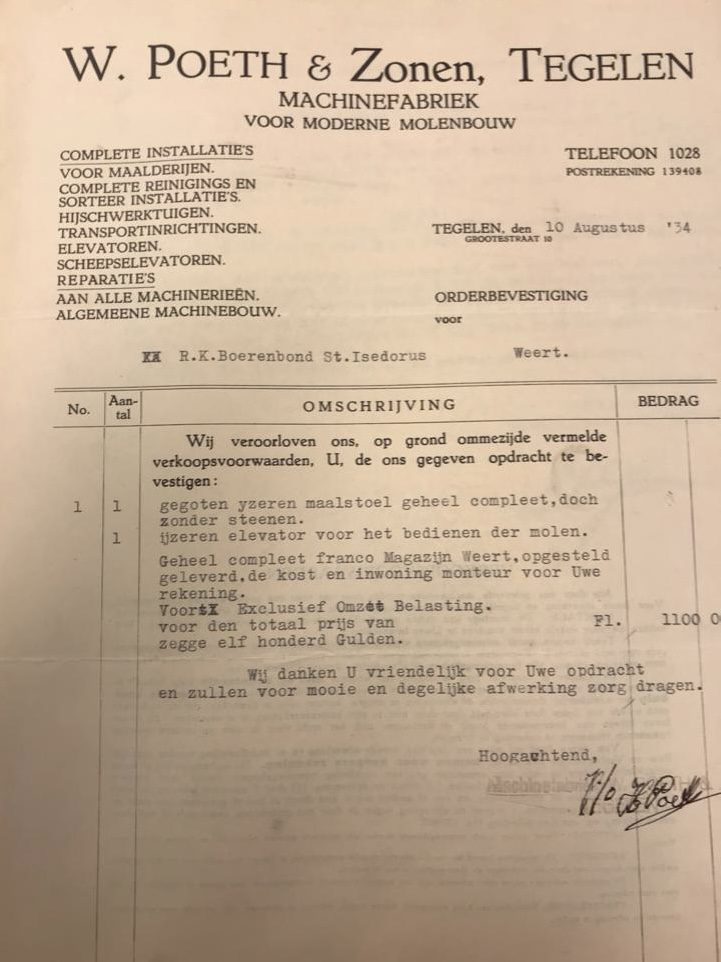 W. POETH & Zonen, TEGELEN
MACHINEFABRIEK
VOOR MODERNE MOLENBOUW
COMPLETE INSTALLATIE'S
VOOR MAALDERIJEN.
COMPLETE REINIGINGS EN
SORTEER INSTALLATIE'S.
HIJSCHWERKTUIGEN.
TRANSPORTINRICHTINGEN.
ELEVATOREN.
SCHEEPSELEVATOREN.
REPARATIE'S
AAN ALLE MACHINERIEËN.
ALGEMEENE MACHINEBOUW.
TELEFOON 1028
POSTREKENING 139408
TEGELEN, den 10 Augustus '34
GROOTESTRAAT 10
ORDERBEVESTIGING
voor
XX R.K.Boerenbond St.Isedorus Weert.
No. Aan-tal OMSCHRIJVING BEDRAG
Wij veroorloven ons, op grond ommezijde vermelde
verkoopsvoorwaarden, U, de ons gegeven opdracht te be-
vestigen:
1 1 gegoten yzeren maalstoel geheel compleet,doch
zonder steenen.
1 ijzeren elevator voor het bedienen der molen.
Geheel compleet franco Magazijn Weert,opgesteld
geleverd,de kost en inwoning monteur voor Uwe
rekening.
Exclusief Omzet Belasting.
voor den totaal prijs van Fl. 1100 0
zegge elf honderd Gulden.
Wij danken U vriendelijk voor Uwe opdracht
en zullen voor mooie en degelijke afwerking zorg dragen.
Hoogachtend,
Poeth